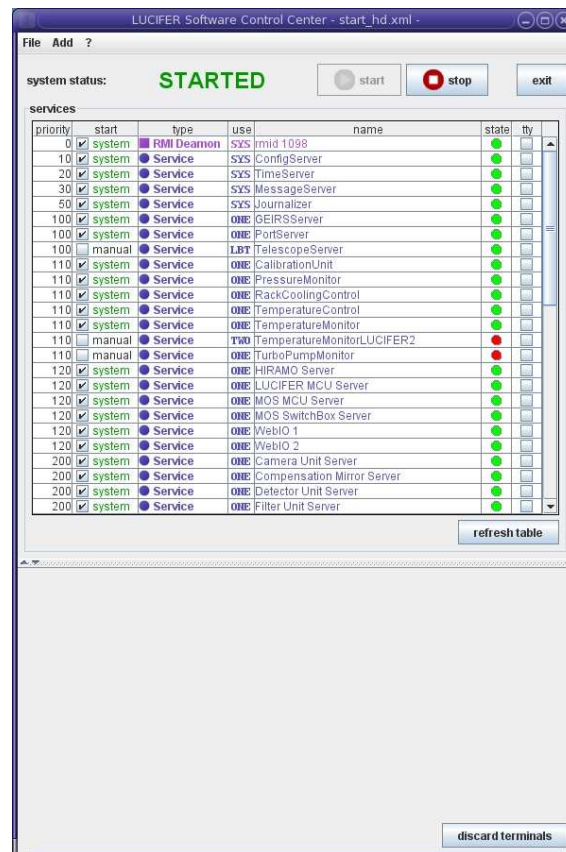 LUCIFER Software Control Center - start_hd.xml -
File Add ?
system status: STARTED start stop exit
services
priority start type use name state tty
0 system RMI Deamon SYS rmid 1098
10 system Service SYS ConfigServer
20 system Service SYS TimeServer
30 system Service SYS MessageServer
50 system Service SYS Journalizer
100 system Service ONE GEIRSServer
100 system Service ONE PortServer
100 manual Service LBT TelescopeServer
110 system Service ONE CalibrationUnit
110 system Service ONE PressureMonitor
110 system Service ONE RackCoolingControl
110 system Service ONE TemperatureControl
110 system Service ONE TemperatureMonitor
110 manual Service TWO TemperatureMonitorLUCIFER2
110 manual Service ONE TurboPumpMonitor
120 system Service ONE HIRAMO Server
120 system Service ONE LUCIFER MCU Server
120 system Service ONE MOS MCU Server
120 system Service ONE MOS SwitchBox Server
120 system Service ONE WebIO 1
120 system Service ONE WebIO 2
200 system Service ONE Camera Unit Server
200 system Service ONE Compensation Mirror Server
200 system Service ONE Detector Unit Server
200 system Service ONE Filter Unit Server
refresh table
discard terminals